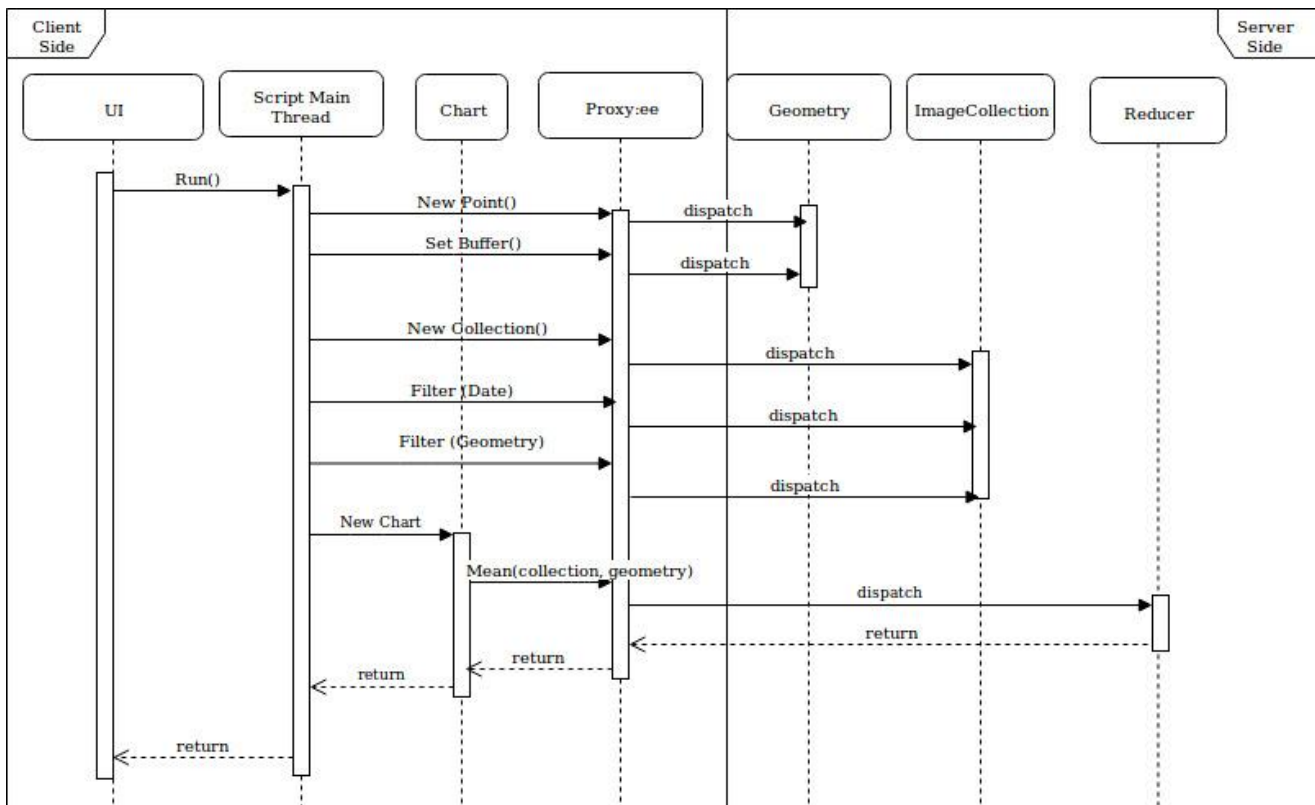 Client
Side
Server
Side
UI
Script Main
Thread
Chart
Proxy:ee
Geometry
ImageCollection
Reducer
Run()
New Point()
dispatch
Set Buffer()
dispatch
New Collection()
dispatch
Filter (Date)
dispatch
Filter (Geometry)
dispatch
New Chart
Mean(collection, geometry)
dispatch
return
return
return
return